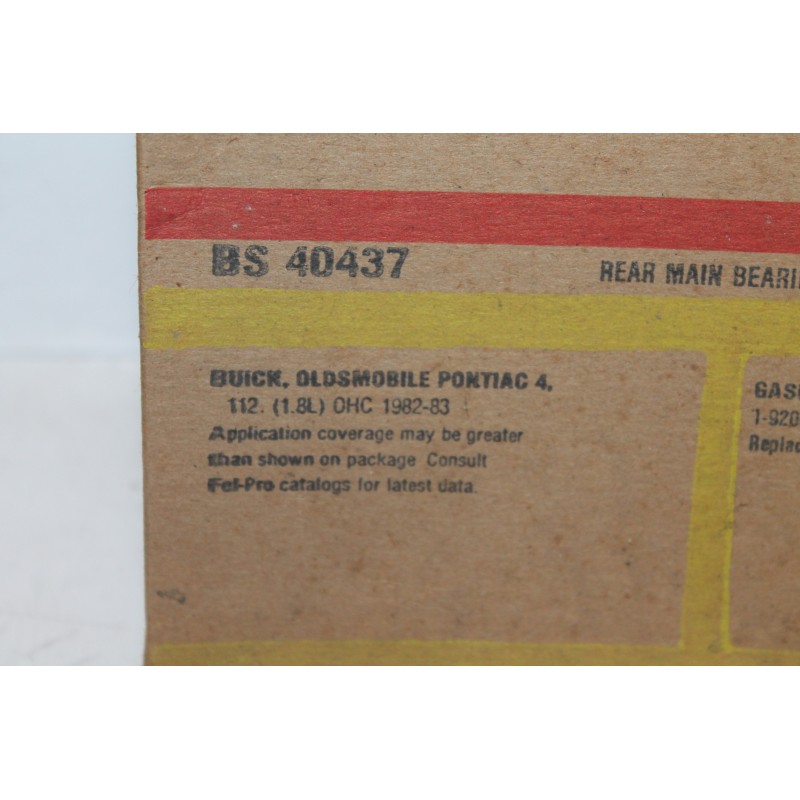 BS 40437
REAR MAIN BEARI
BUICK, OLDSMOBILE PONTIAC 4,
112. (1.8L) OHC 1982-83
Application coverage may be greater
than shown on package Consult
Fel-Pro catalogs for latest data.
GAS
1-920
Replac